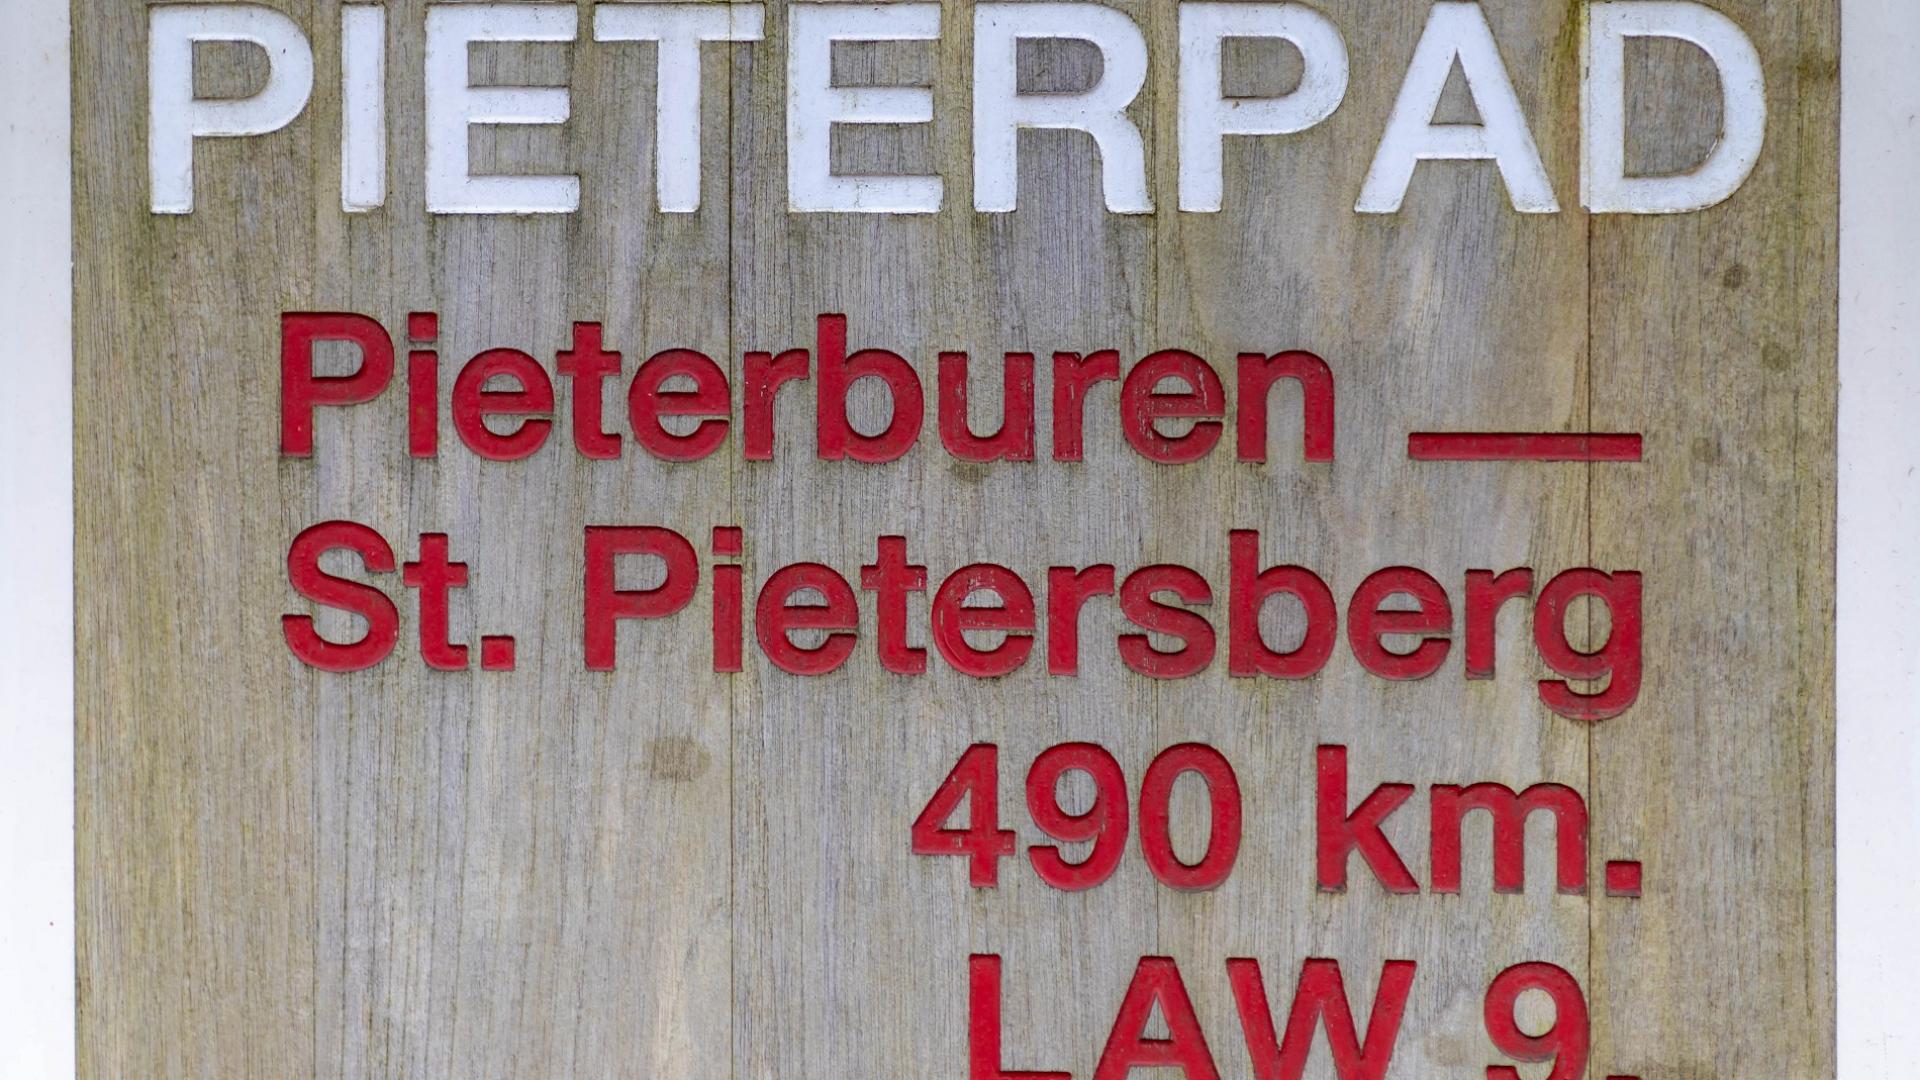 PIETERPAD
Pieterburen —
St. Pietersberg
490 km.
LAW 9.